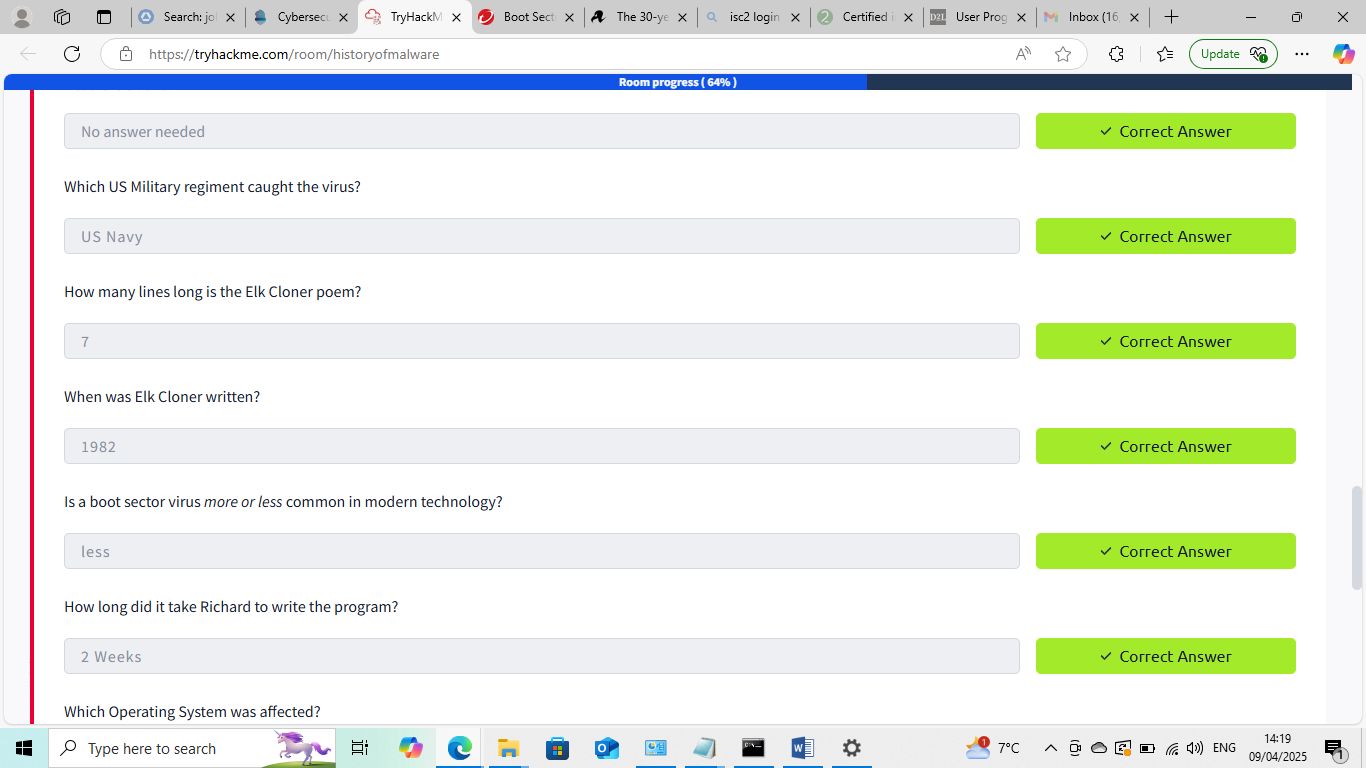 Search: jo
Cybersecu
TryHackM
Boot Sect
The 30-ye
isc2 login
Certified i
D2L
User Prog
Inbox (16,
https://tryhackme.com/room/historyofmalware
Update
Room progress ( 64% )
No answer needed
Correct Answer
Which US Military regiment caught the virus?
US Navy
Correct Answer
How many lines long is the Elk Cloner poem?
7
Correct Answer
When was Elk Cloner written?
1982
Correct Answer
Is a boot sector virus more or less common in modern technology?
less
Correct Answer
How long did it take Richard to write the program?
2 Weeks
Correct Answer
Which Operating System was affected?
Type here to search
1
7°C
ENG
14:19
09/04/2025
1